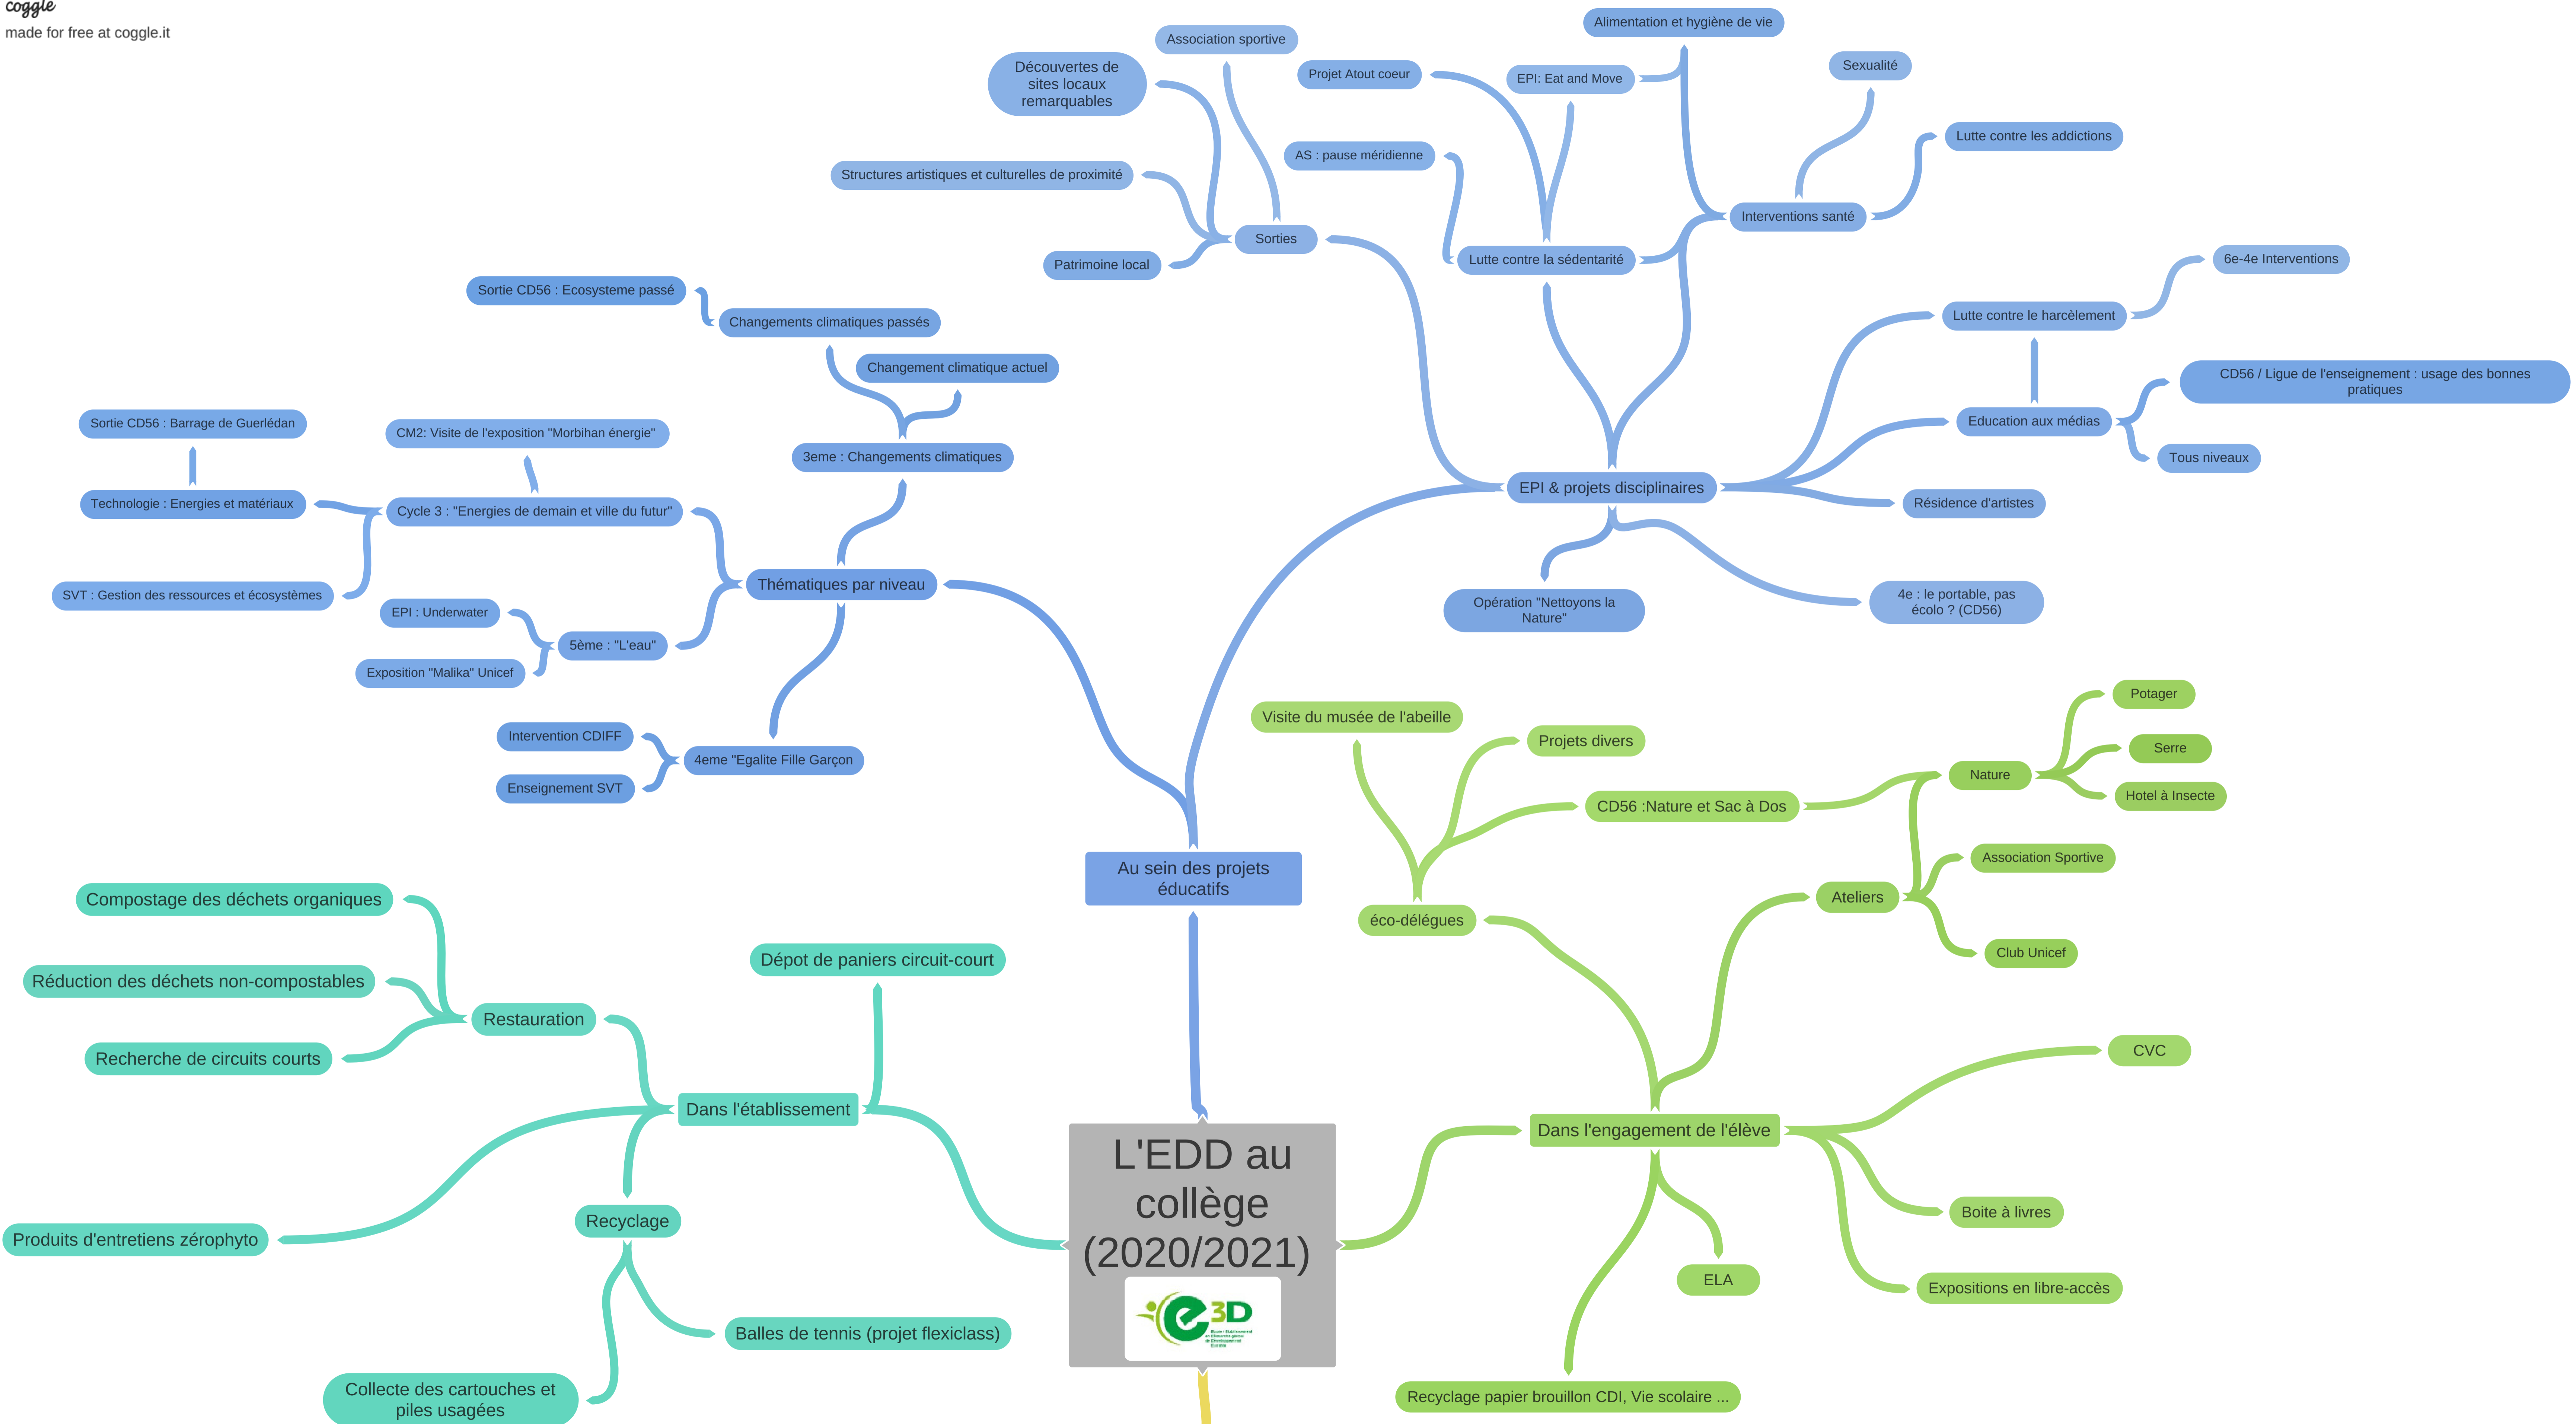 coggle
made for free at coggle.it
Alimentation et hygiène de vie
Association sportive
Découvertes de
sites locaux
remarquables
Projet Atout coeur
EPI: Eat and Move
Sexualité
Lutte contre les addictions
AS : pause méridienne
Structures artistiques et culturelles de proximité
Interventions santé
Sorties
Lutte contre la sédentarité
Patrimoine local
6e-4e Interventions
Sortie CD56 : Ecosysteme passé
Changements climatiques passés
Lutte contre le harcèlement
Changement climatique actuel
CD56 / Ligue de l'enseignement : usage des bonnes
pratiques
Sortie CD56 : Barrage de Guerlédan
CM2: Visite de l'exposition "Morbihan énergie"
Education aux médias
3eme : Changements climatiques
Tous niveaux
EPI & projets disciplinaires
Technologie : Energies et matériaux
Cycle 3 : "Energies de demain et ville du futur"
Résidence d'artistes
Thématiques par niveau
SVT : Gestion des ressources et écosystèmes
EPI : Underwater
Opération "Nettoyons la
Nature"
4e : le portable, pas
écolo ? (CD56)
5ème : "L'eau"
Exposition "Malika" Unicef
Potager
Visite du musée de l'abeille
Projets divers
Intervention CDIFF
Serre
4eme "Egalite Fille Garçon
Nature
Enseignement SVT
Hotel à Insecte
CD56 :Nature et Sac à Dos
Association Sportive
Au sein des projets
éducatifs
Ateliers
Compostage des déchets organiques
éco-délégues
Club Unicef
Dépot de paniers circuit-court
Réduction des déchets non-compostables
Restauration
Recherche de circuits courts
CVC
Dans l'établissement
Dans l'engagement de l'élève
L'EDD au
collège
(2020/2021)
Recyclage
Boite à livres
Produits d'entretiens zérophyto
ELA
Expositions en libre-accès
e3D
Balles de tennis (projet flexiclass)
Collecte des cartouches et
piles usagées
Recyclage papier brouillon CDI, Vie scolaire ...